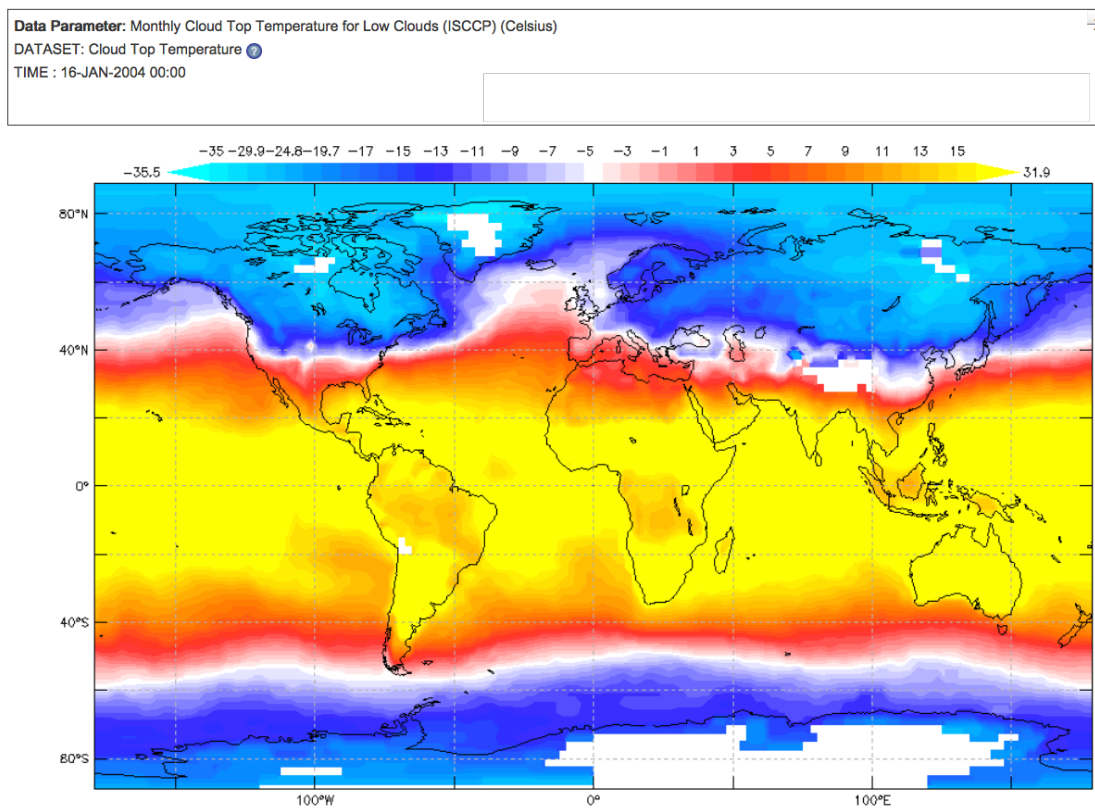 Data Parameter: Monthly Cloud Top Temperature for Low Clouds (ISCCP) (Celsius)
DATASET: Cloud Top Temperature ?
TIME : 16-JAN-2004 00:00
-35 -29.9 -24.8 -19.7 -17 -15 -13 -11 -9 -7 -5 -3 -1 1 3 5 7 9 11 13 15
-35.5 31.9
80°N
40°N
0°
40°S
80°S
100°W 0° 100°E